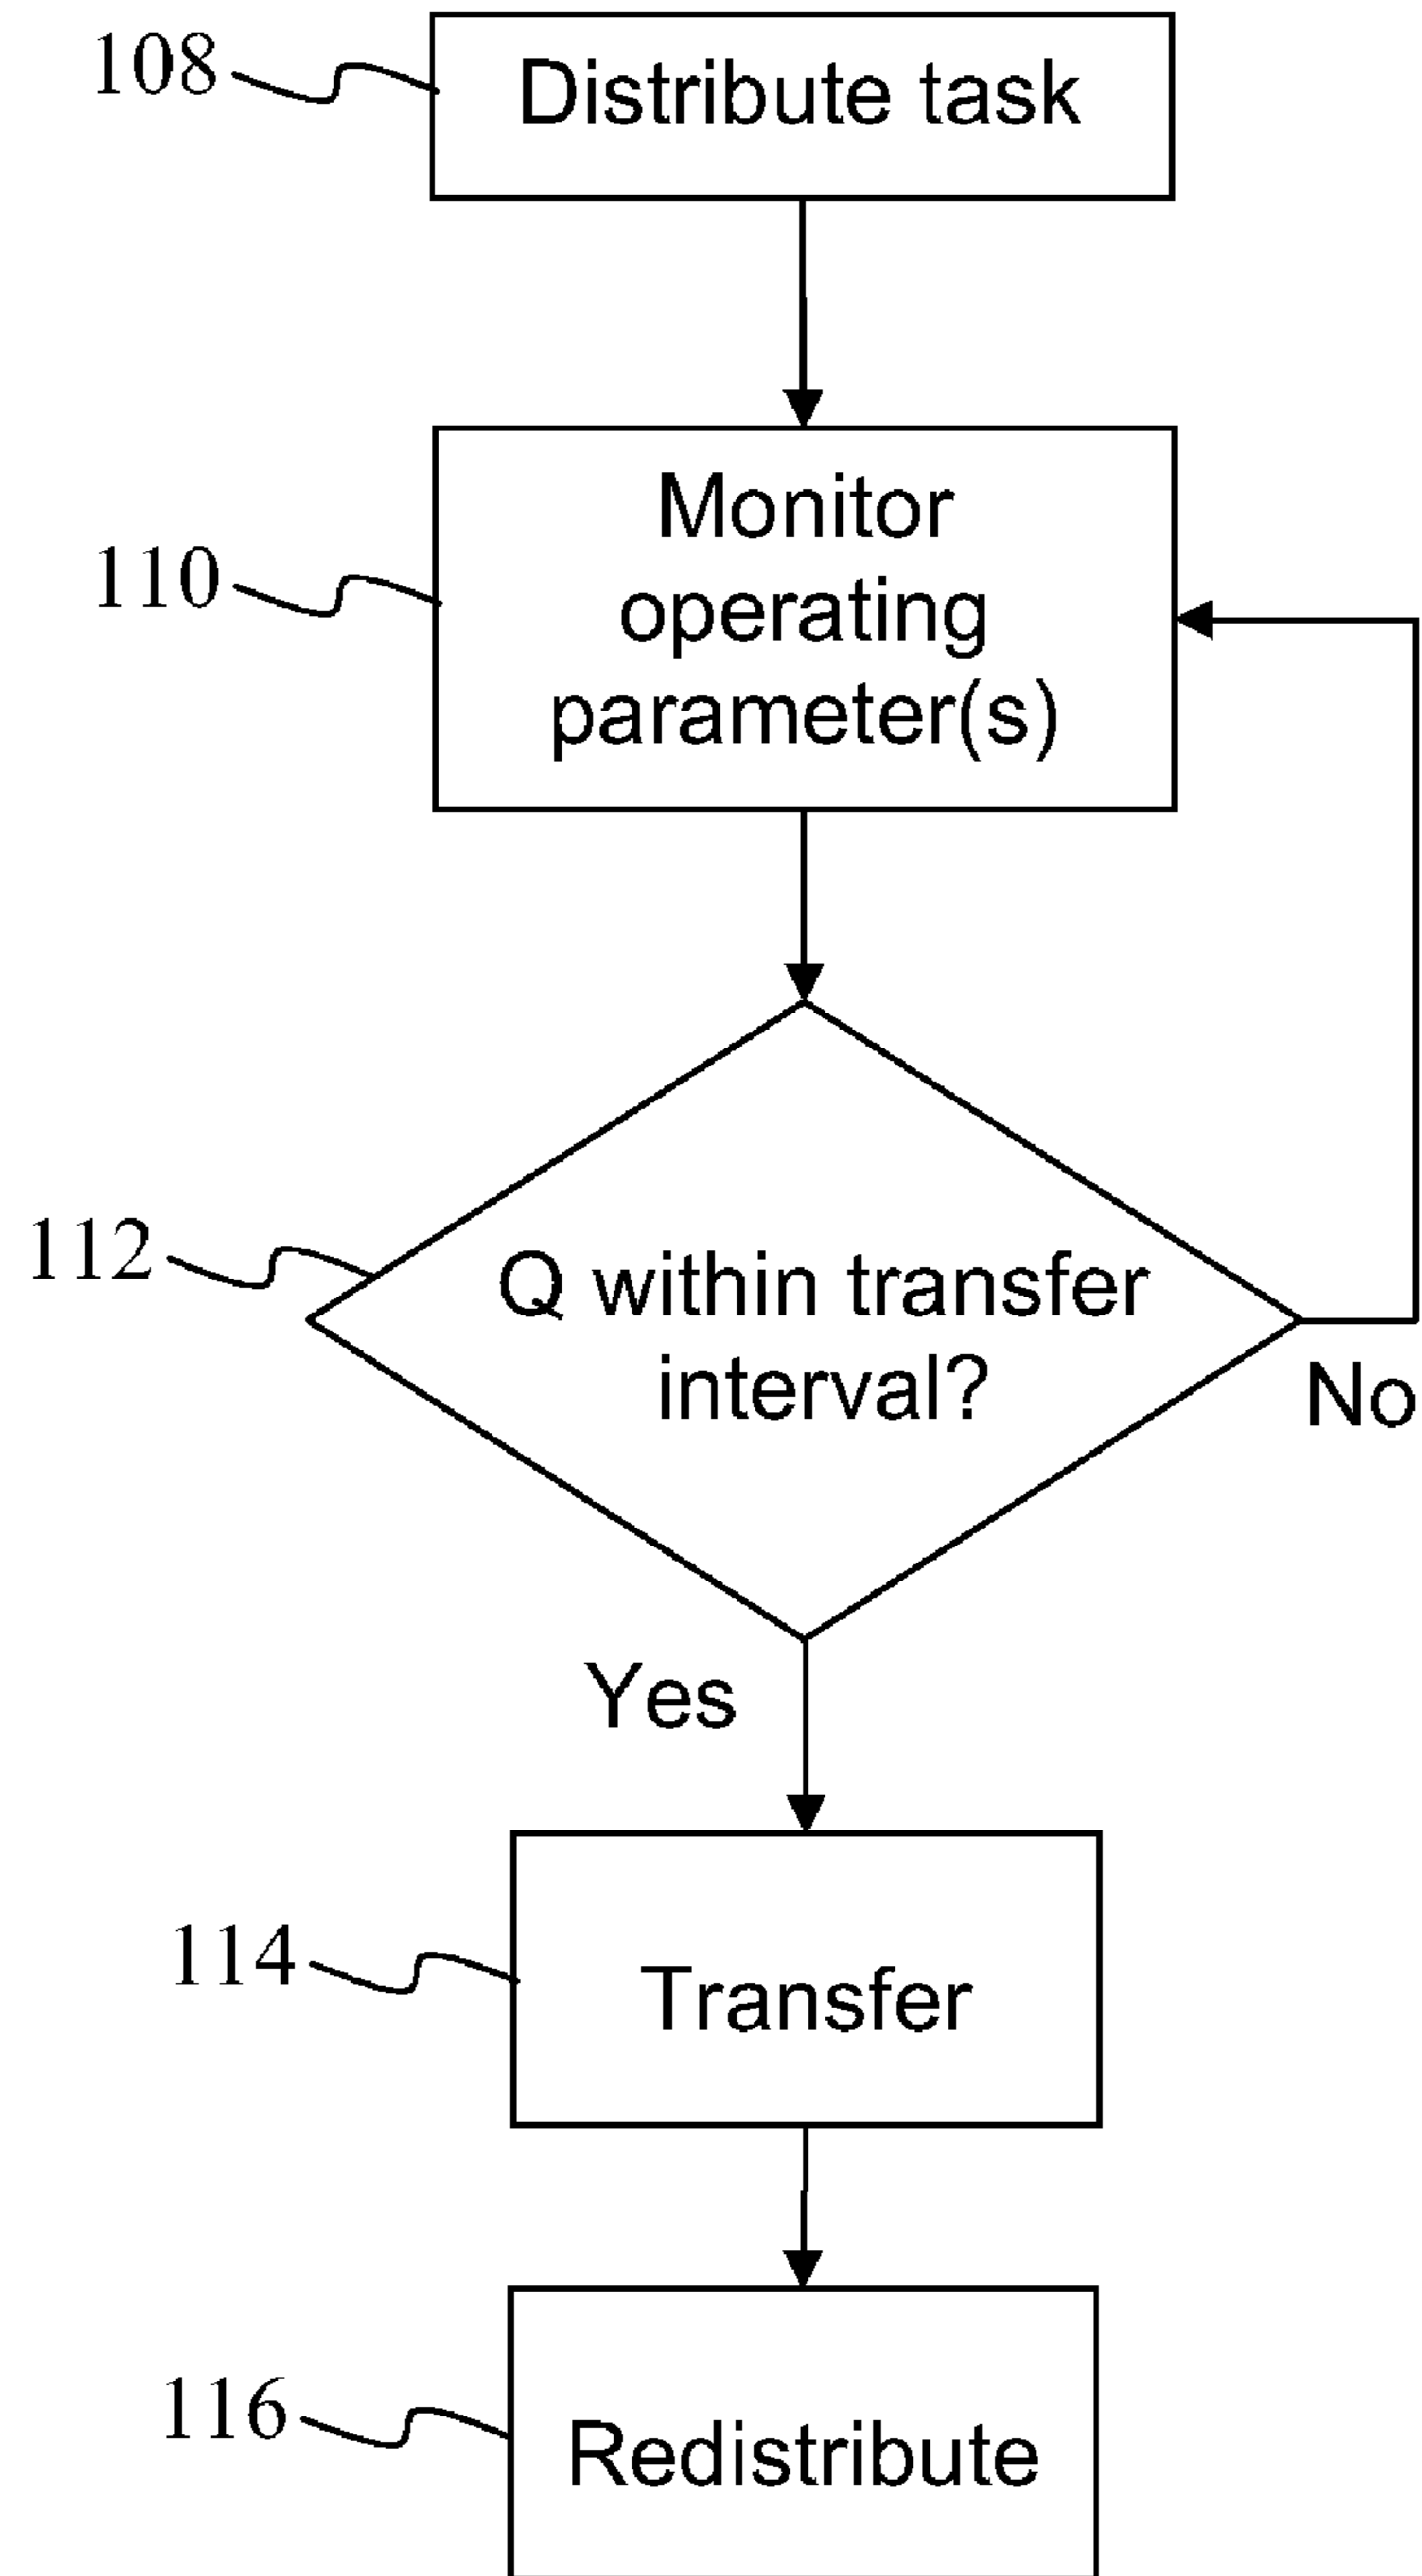 108
Distribute task
110
Monitor
operating
parameter(s)
112
Q within transfer
interval?
No
Yes
114
Transfer
116
Redistribute